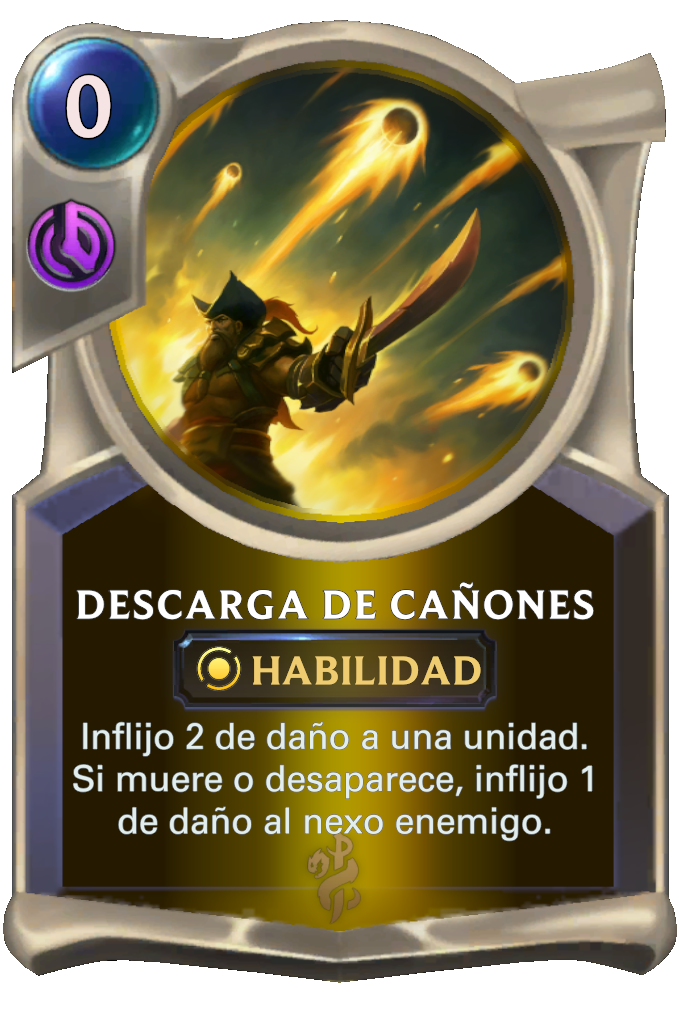 0
DESCARGA DE CAÑONES
HABILIDAD
Inflijo 2 de daño a una unidad.
Si muere o desaparece, inflijo 1
de daño al nexo enemigo.